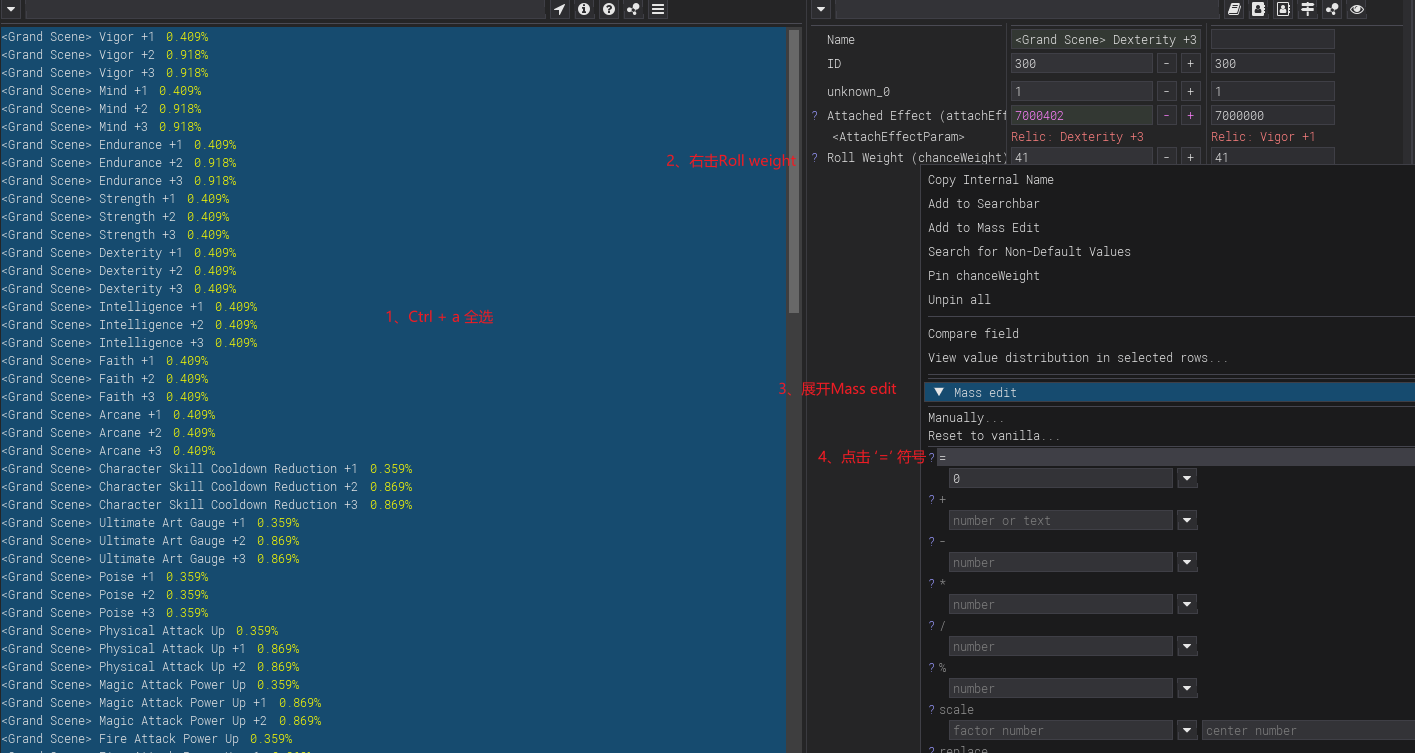 <Grand Scene> Vigor +1 0.409%
<Grand Scene> Vigor +2 0.918%
<Grand Scene> Vigor +3 0.918%
<Grand Scene> Mind +1 0.409%
<Grand Scene> Mind +2 0.918%
<Grand Scene> Mind +3 0.918%
<Grand Scene> Endurance +1 0.409%
<Grand Scene> Endurance +2 0.918%
<Grand Scene> Endurance +3 0.918%
<Grand Scene> Strength +1 0.409%
<Grand Scene> Strength +2 0.409%
<Grand Scene> Strength +3 0.409%
<Grand Scene> Dexterity +1 0.409%
<Grand Scene> Dexterity +2 0.409%
<Grand Scene> Dexterity +3 0.409%
<Grand Scene> Intelligence +1 0.409%
<Grand Scene> Intelligence +2 0.409%
<Grand Scene> Intelligence +3 0.409%
<Grand Scene> Faith +1 0.409%
<Grand Scene> Faith +2 0.409%
<Grand Scene> Faith +3 0.409%
<Grand Scene> Arcane +1 0.409%
<Grand Scene> Arcane +2 0.409%
<Grand Scene> Arcane +3 0.409%
<Grand Scene> Character Skill Cooldown Reduction +1 0.359%
<Grand Scene> Character Skill Cooldown Reduction +2 0.869%
<Grand Scene> Character Skill Cooldown Reduction +3 0.869%
<Grand Scene> Ultimate Art Gauge +1 0.359%
<Grand Scene> Ultimate Art Gauge +2 0.869%
<Grand Scene> Ultimate Art Gauge +3 0.869%
<Grand Scene> Poise +1 0.359%
<Grand Scene> Poise +2 0.359%
<Grand Scene> Poise +3 0.359%
<Grand Scene> Physical Attack Up 0.359%
<Grand Scene> Physical Attack Up +1 0.869%
<Grand Scene> Physical Attack Up +2 0.869%
<Grand Scene> Magic Attack Power Up 0.359%
<Grand Scene> Magic Attack Power Up +1 0.869%
<Grand Scene> Magic Attack Power Up +2 0.869%
<Grand Scene> Fire Attack Power Up 0.359%
1、Ctrl + a 全选
2、右击Roll weight
3、展开Mass edit
4、点击 ‘=’ 符号
Name <Grand Scene> Dexterity +3
ID 300 - + 300
unknown_0 1 - + 1
? Attached Effect (attachEff 7000402 - + 7000000
<AttachEffectParam> Relic: Dexterity +3 Relic: Vigor +1
? Roll Weight (chanceWeight) 41 - + 41
Copy Internal Name
Add to Searchbar
Add to Mass Edit
Search for Non-Default Values
Pin chanceWeight
Unpin all
Compare field
View value distribution in selected rows...
Mass edit
Manually...
Reset to vanilla...
? =
0
? +
number or text
? -
number
? *
number
? /
number
? %
number
? scale
factor number center number
? replace